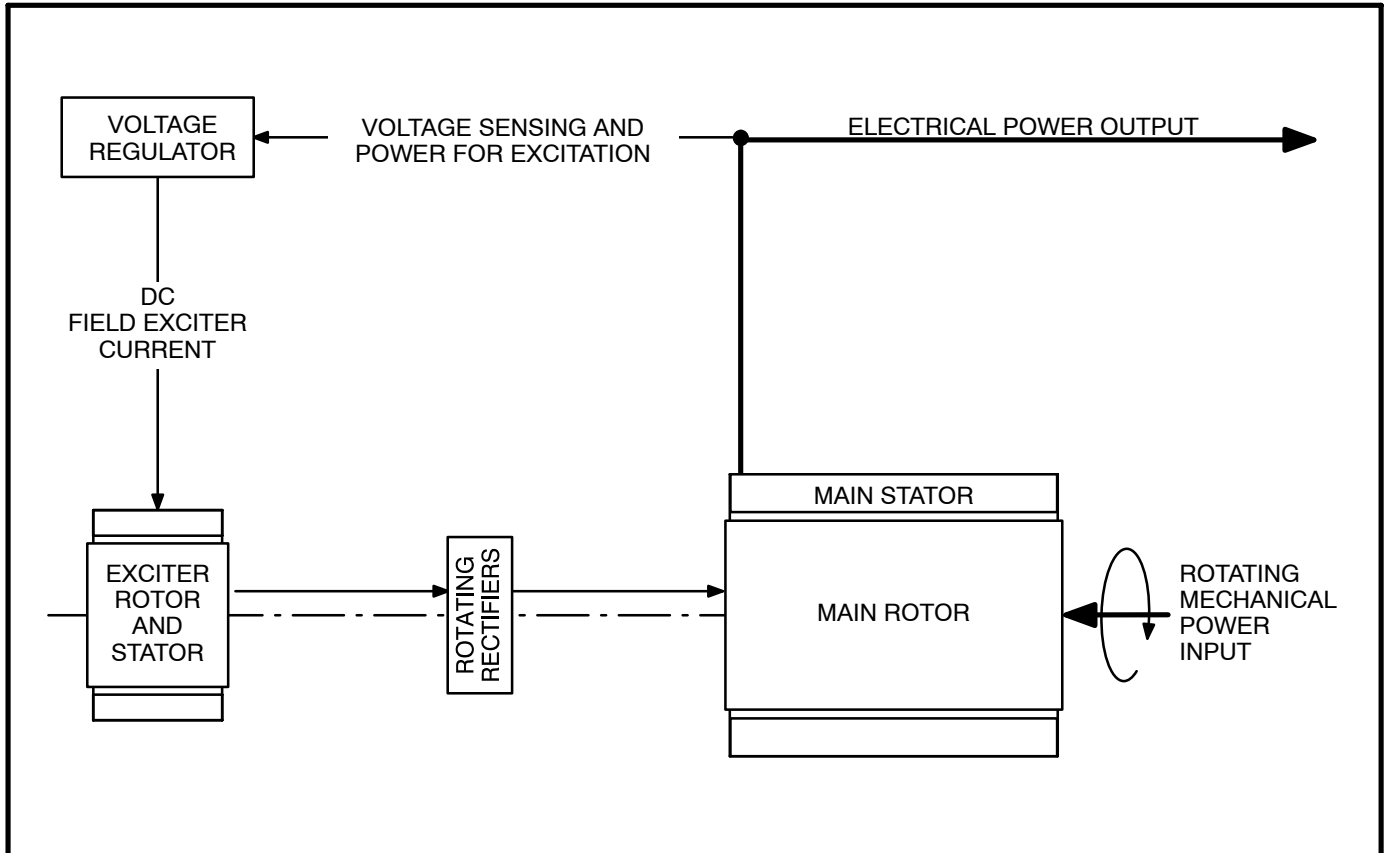 VOLTAGE
REGULATOR
VOLTAGE SENSING AND
POWER FOR EXCITATION
ELECTRICAL POWER OUTPUT
DC
FIELD EXCITER
CURRENT
MAIN STATOR
EXCITER
ROTOR
AND
STATOR
ROTATING
RECTIFIERS
MAIN ROTOR
ROTATING
MECHANICAL
POWER
INPUT